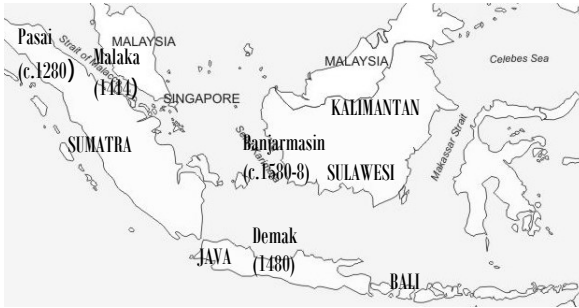 Pasai
(c.1280)
Strait of Malacca
Malaka
(1444)
MALAYSIA
SINGAPORE
SUMATRA
MALAYSIA
Celebes Sea
KALIMANTAN
Banjarmasin
(c.1580-8)
SULAWESI
Makassar Strait
Demak
(1480)
JAVA
BALI